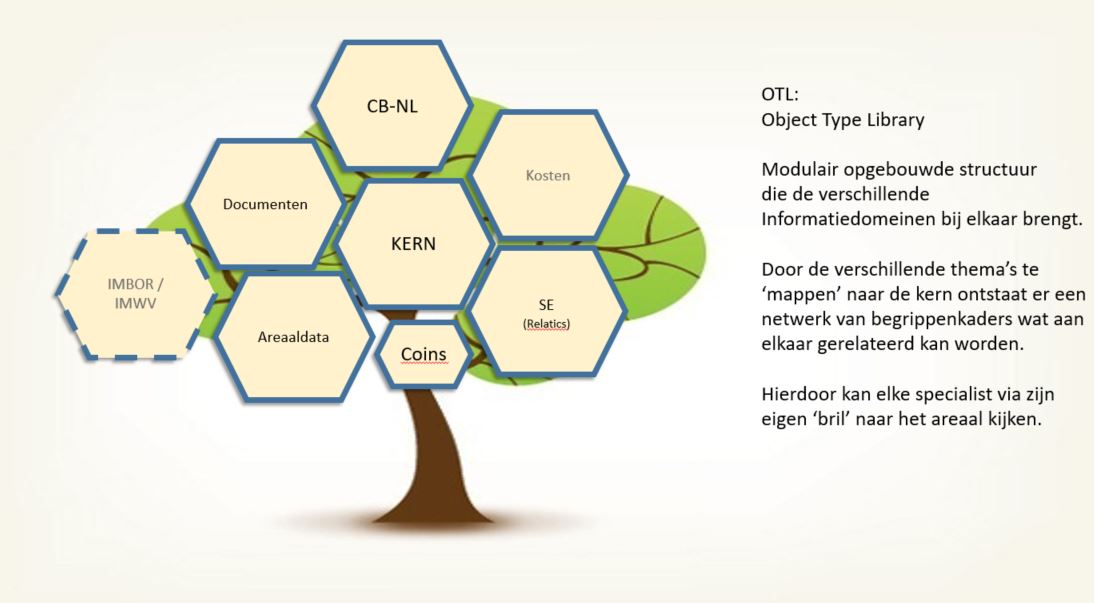 CB-NL
Kosten
Documenten
KERN
IMBOR /
IMWV
SE
(Relatics)
Areaaldata
Coins
OTL:
Object Type Library
Modulair opgebouwde structuur
die de verschillende
Informatiedomeinen bij elkaar brengt.
Door de verschillende thema’s te
‘mappen’ naar de kern ontstaat er een
netwerk van begrippenkaders wat aan
elkaar gerelateerd kan worden.
Hierdoor kan elke specialist via zijn
eigen ‘bril’ naar het areaal kijken.